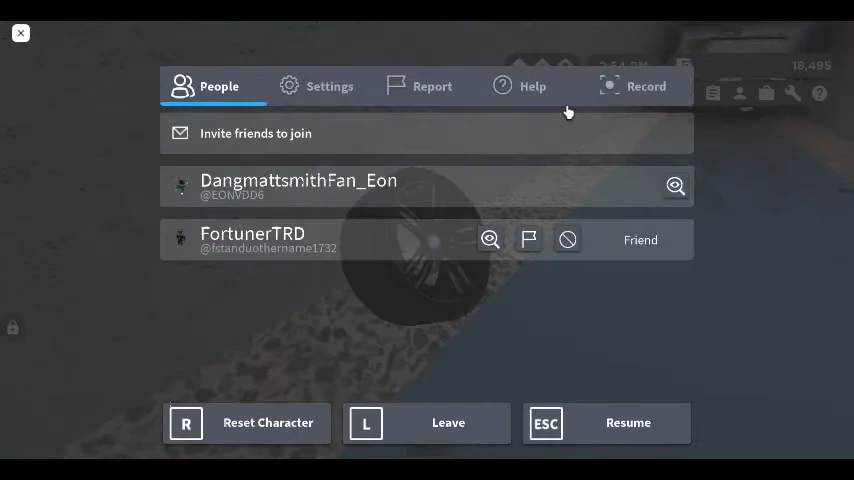 People
Settings
Report
Help
Record
18,495
Invite friends to join
DangmattsmithFan_Eon
@EONVDD6
FortunerTRD
@fstanduothername1732
Friend
R
Reset Character
L
Leave
ESC
Resume